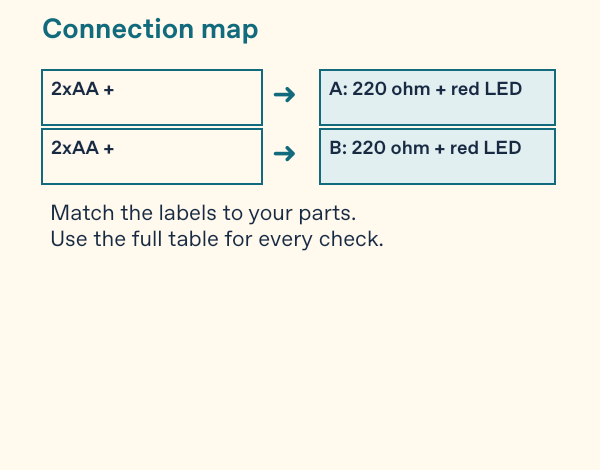 Connection map
2xAA +
A: 220 ohm + red LED
2xAA +
B: 220 ohm + red LED
Match the labels to your parts.
Use the full table for every check.